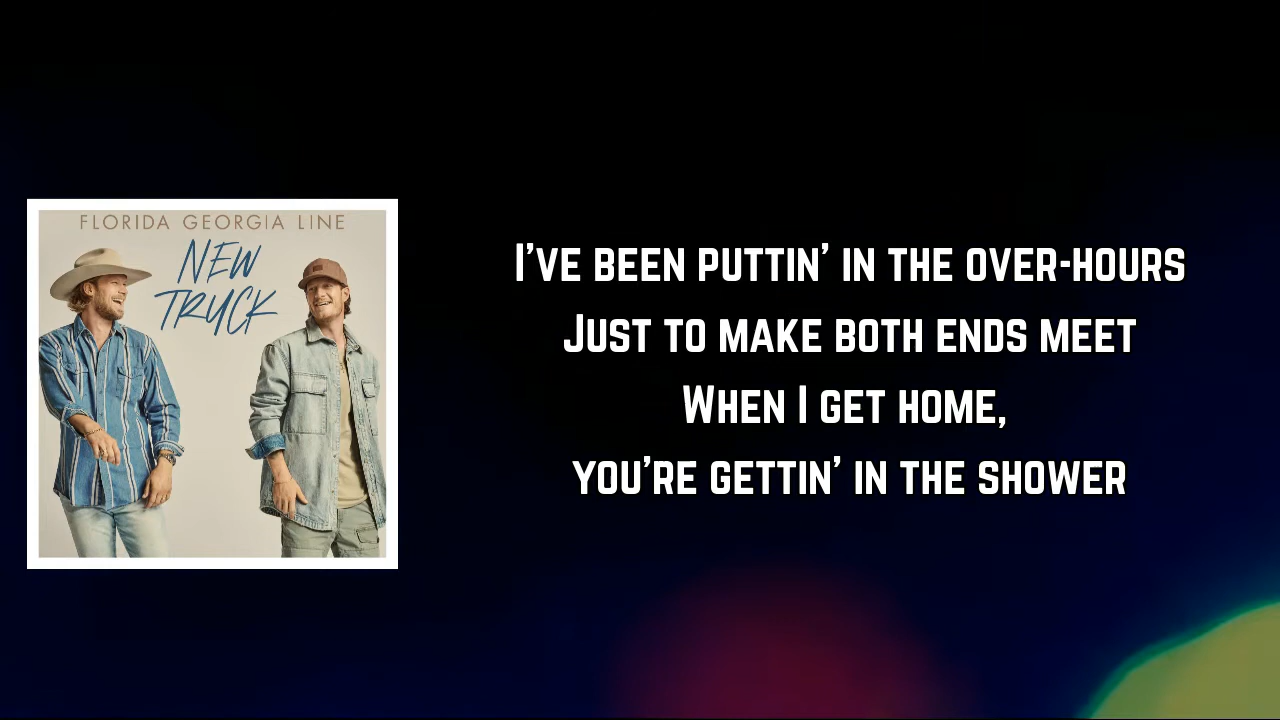 FLORIDA GEORGIA LINE
NEW
TRUCK
I'VE BEEN PUTTIN' IN THE OVER-HOURS
JUST TO MAKE BOTH ENDS MEET
WHEN I GET HOME,
YOU'RE GETTIN' IN THE SHOWER